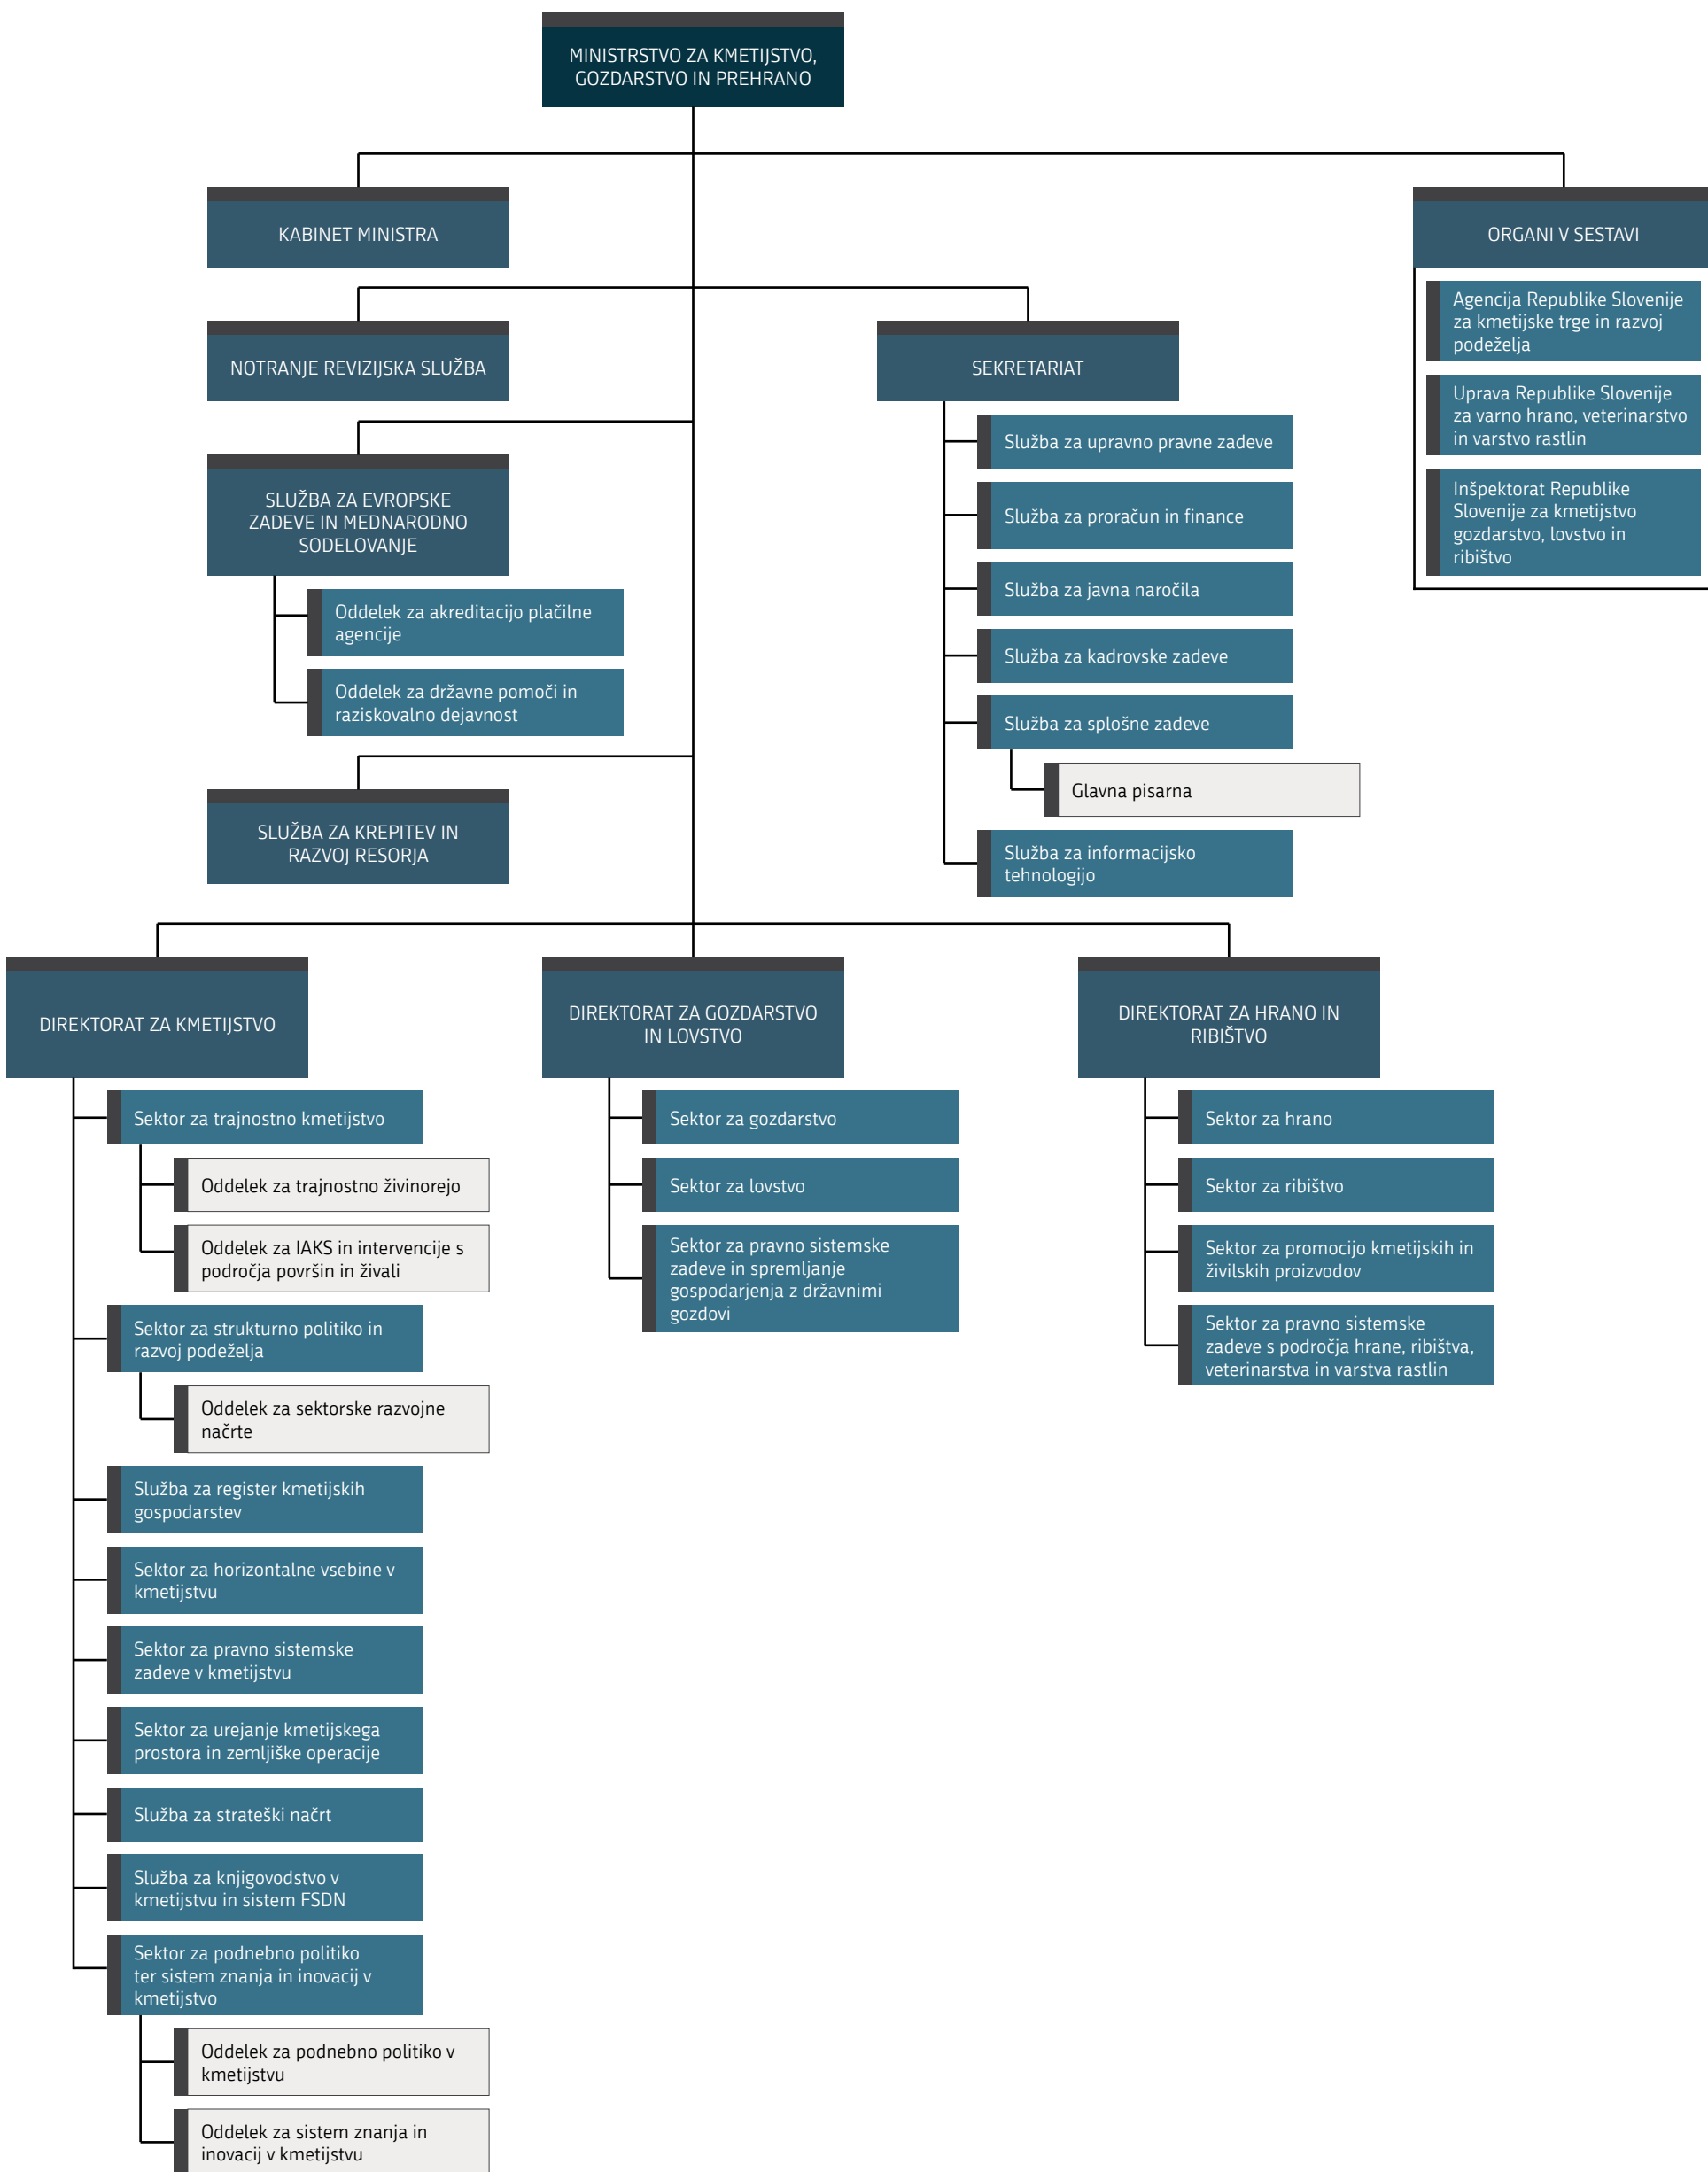 MINISTRSTVO ZA KMETIJSTVO,
GOZDARSTVO IN PREHRANO
KABINET MINISTRA
ORGANI V SESTAVI
Agencija Republike Slovenije
za kmetijske trge in razvoj
podeželja
Uprava Republike Slovenije
za varno hrano, veterinarstvo
in varstvo rastlin
Inšpektorat Republike
Slovenije za kmetijstvo
gozdarstvo, lovstvo in
ribištvo
NOTRANJE REVIZIJSKA SLUŽBA
SEKRETARIAT
Služba za upravno pravne zadeve
Služba za proračun in finance
Služba za javna naročila
Služba za kadrovske zadeve
Služba za splošne zadeve
Glavna pisarna
Služba za informacijsko
tehnologijo
SLUŽBA ZA EVROPSKE
ZADEVE IN MEDNARODNO
SODELOVANJE
Oddelek za akreditacijo plačilne
agencije
Oddelek za državne pomoči in
raziskovalno dejavnost
SLUŽBA ZA KREPITEV IN
RAZVOJ RESORJA
DIREKTORAT ZA KMETIJSTVO
Sektor za trajnostno kmetijstvo
Oddelek za trajnostno živinorejo
Oddelek za IAKS in intervencije s
področja površin in živali
Sektor za strukturno politiko in
razvoj podeželja
Oddelek za sektorske razvojne
načrte
Služba za register kmetijskih
gospodarstev
Sektor za horizontalne vsebine v
kmetijstvu
Sektor za pravno sistemske
zadeve v kmetijstvu
Sektor za urejanje kmetijskega
prostora in zemljiške operacije
Služba za strateški načrt
Služba za knjigovodstvo v
kmetijstvu in sistem FSDN
Sektor za podnebno politiko
ter sistem znanja in inovacij v
kmetijstvo
Oddelek za podnebno politiko v
kmetijstvu
Oddelek za sistem znanja in
inovacij v kmetijstvu
DIREKTORAT ZA GOZDARSTVO
IN LOVSTVO
Sektor za gozdarstvo
Sektor za lovstvo
Sektor za pravno sistemske
zadeve in spremljanje
gospodarjenja z državnimi
gozdovi
DIREKTORAT ZA HRANO IN
RIBIŠTVO
Sektor za hrano
Sektor za ribištvo
Sektor za promocijo kmetijskih in
živilskih proizvodov
Sektor za pravno sistemske
zadeve s področja hrane, ribištva,
veterinarstva in varstva rastlin